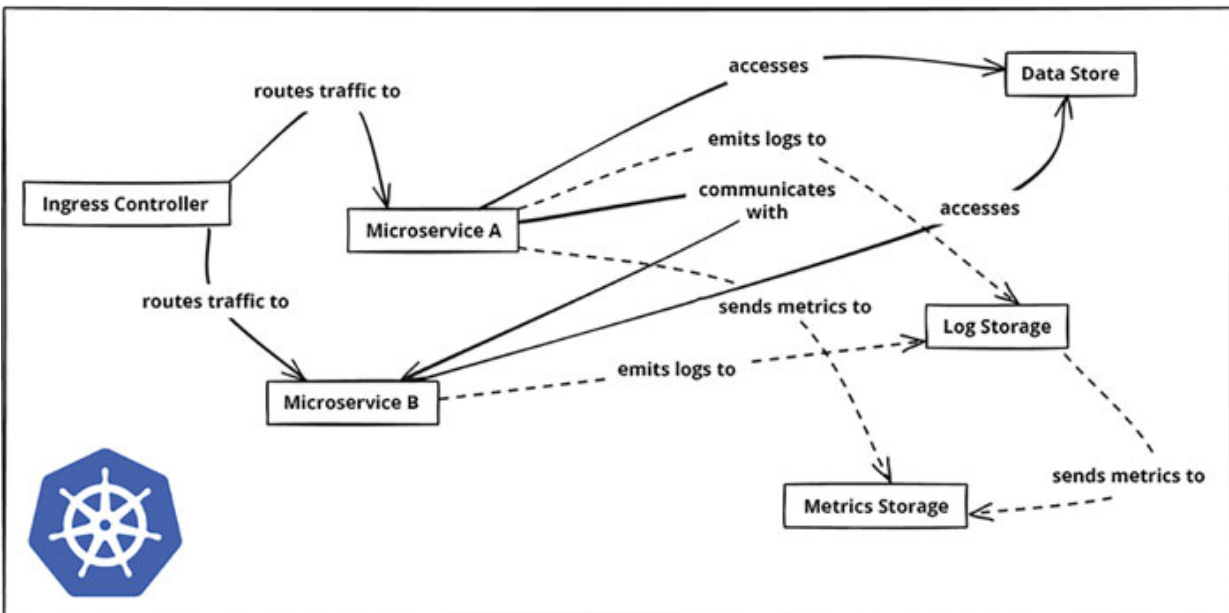 accesses
Data Store
routes traffic to
emits logs to
communicates
with
Ingress Controller
Microservice A
accesses
routes traffic to
sends metrics to
Log Storage
emits logs to
Microservice B
sends metrics to
Metrics Storage